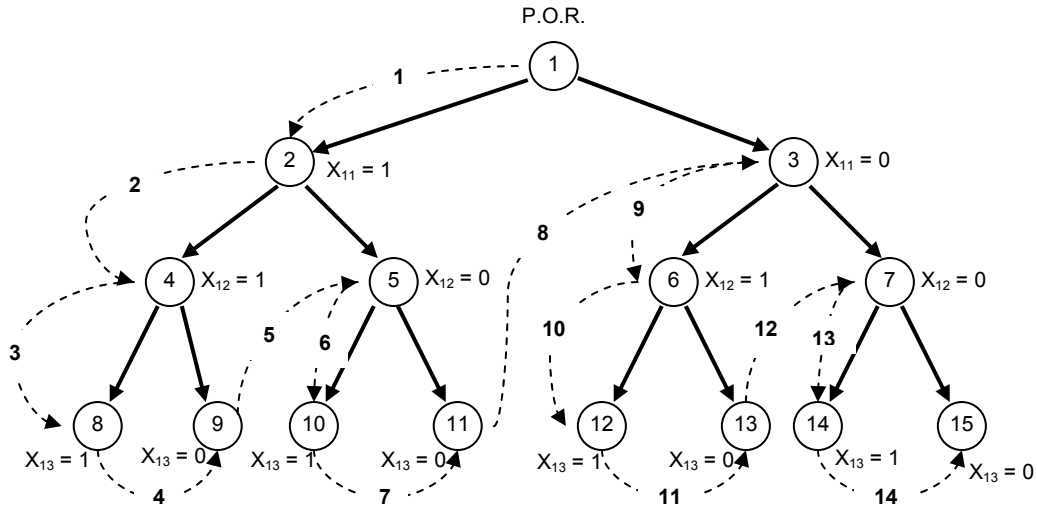 P.O.R.
1
1
2
X₁₁ = 1
3
X₁₁ = 0
2
8
9
4
X₁₂ = 1
5
X₁₂ = 0
6
X₁₂ = 1
7
X₁₂ = 0
3
5
6
10
12
13
8
9
10
11
12
13
14
15
X₁₃ = 1
X₁₃ = 0
X₁₃ = 1
X₁₃ = 0
X₁₃ = 1
X₁₃ = 0
X₁₃ = 1
X₁₃ = 0
4
7
11
14